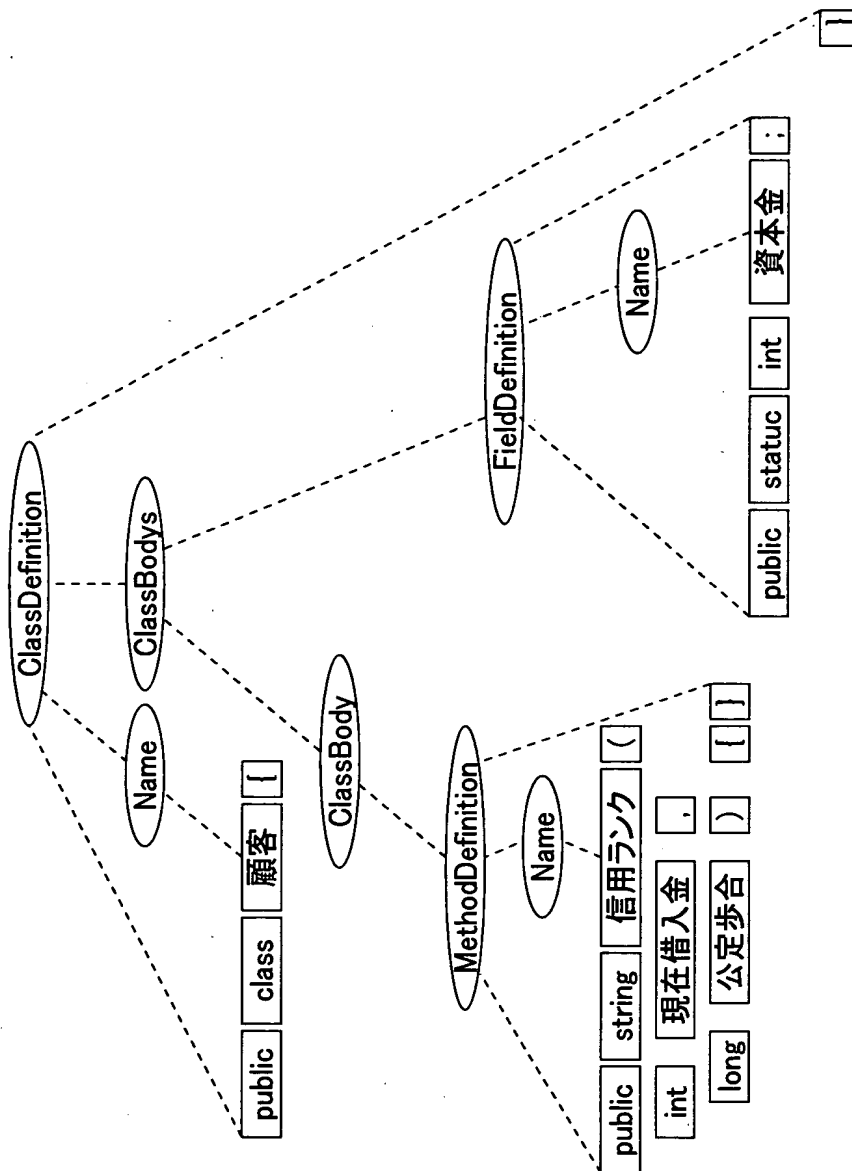 ClassDefinition
Name
ClassBodys
public class 顧客 {
ClassBody
MethodDefinition
FieldDefinition
Name
Name
public string 信用ランク (
int 現在借入金 ,
long 公定歩合 ) { }
public statuc int 資本金 ;
}